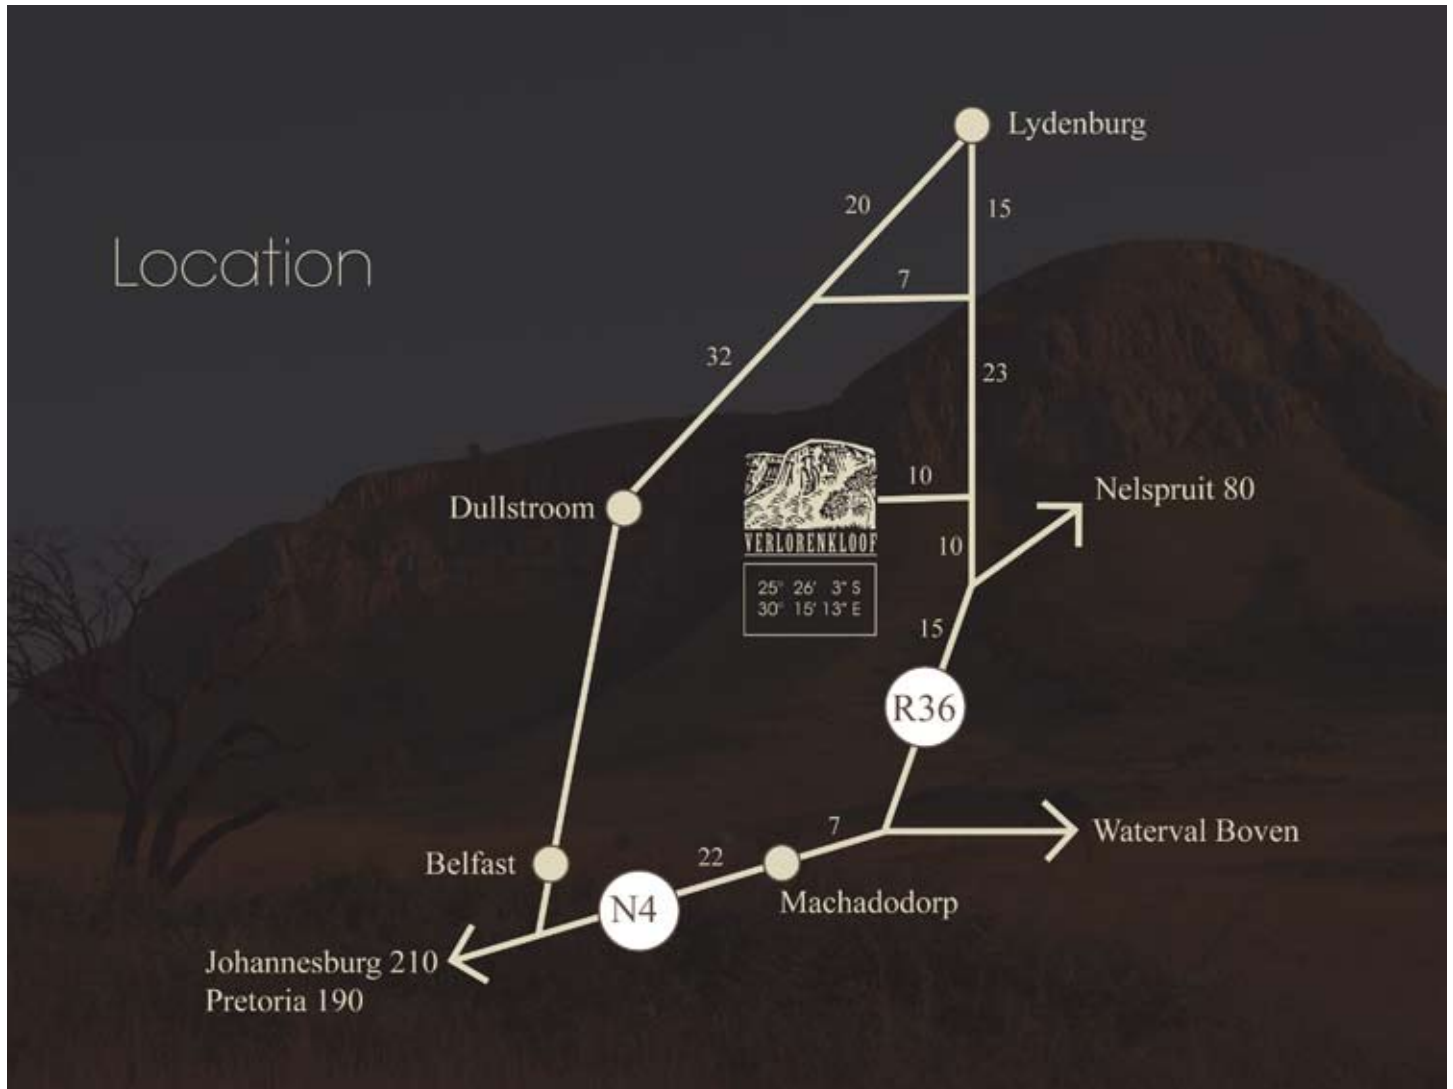 Lydenburg
20
15
Location
7
32
23
10
Nelspruit 80
Dullstroom
VERLORENKLOOF
10
25° 26' 3" S
30° 15' 13" E
15
R36
7
Waterval Boven
22
Belfast
Machadodorp
N4
Johannesburg 210
Pretoria 190